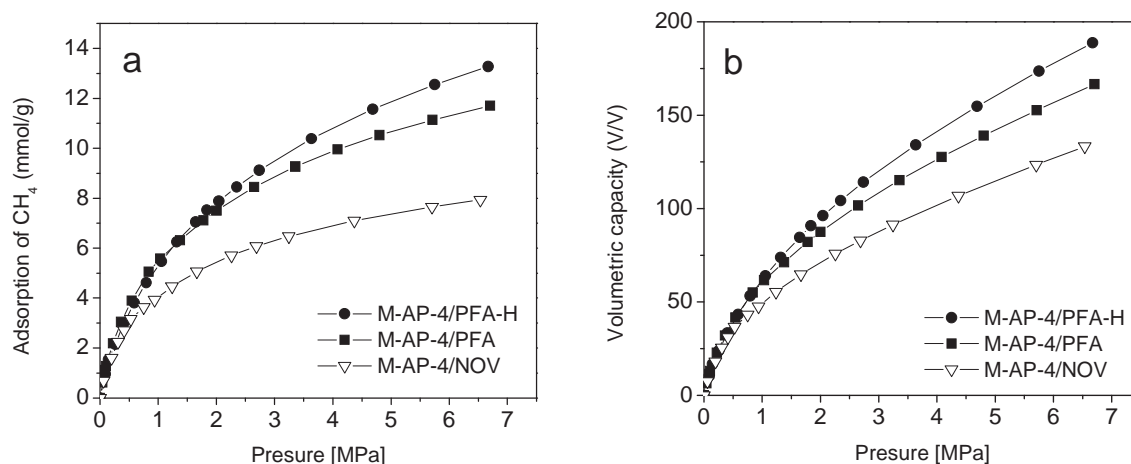 a
Adsorption of CH₄ (mmol/g)
14
12
10
8
6
4
2
0
M-AP-4/PFA-H
M-AP-4/PFA
M-AP-4/NOV
0 1 2 3 4 5 6 7
Presure [MPa]
b
Volumetric capacity (V/V)
200
150
100
50
0
M-AP-4/PFA-H
M-AP-4/PFA
M-AP-4/NOV
0 1 2 3 4 5 6 7
Presure [MPa]